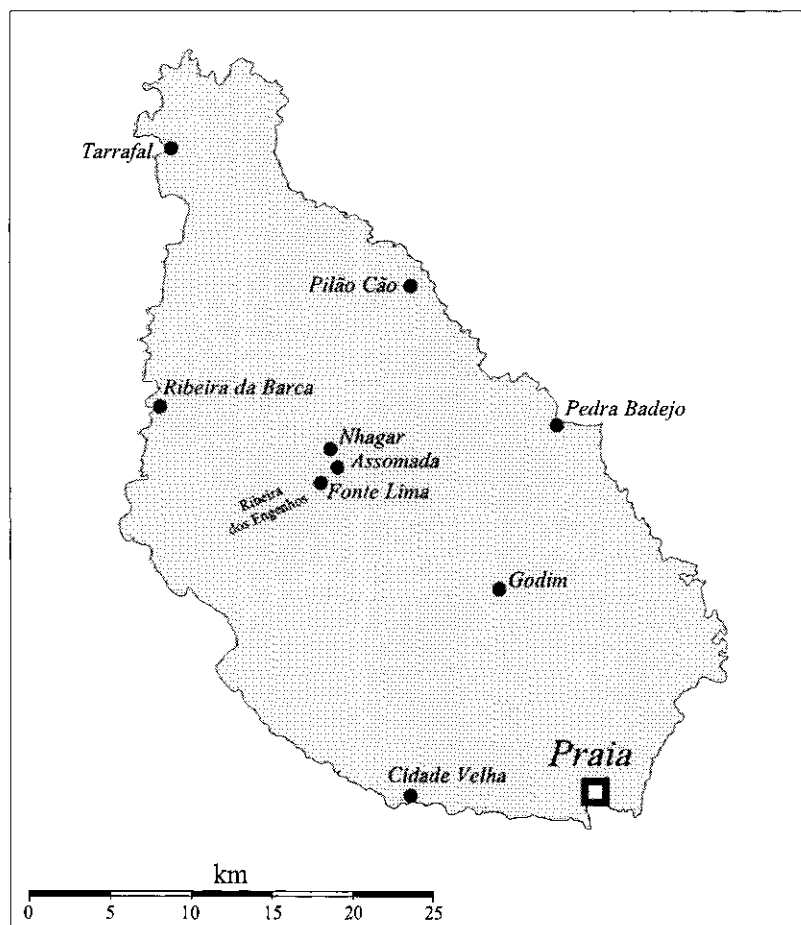 Tarrafal
Pilão Cão
Ribeira da Barca
Pedra Badejo
Nhagar
Assomada
Fonte Lima
Ribeira
dos Engenhos
Godim
Praia
Cidade Velha
km
0 5 10 15 20 25